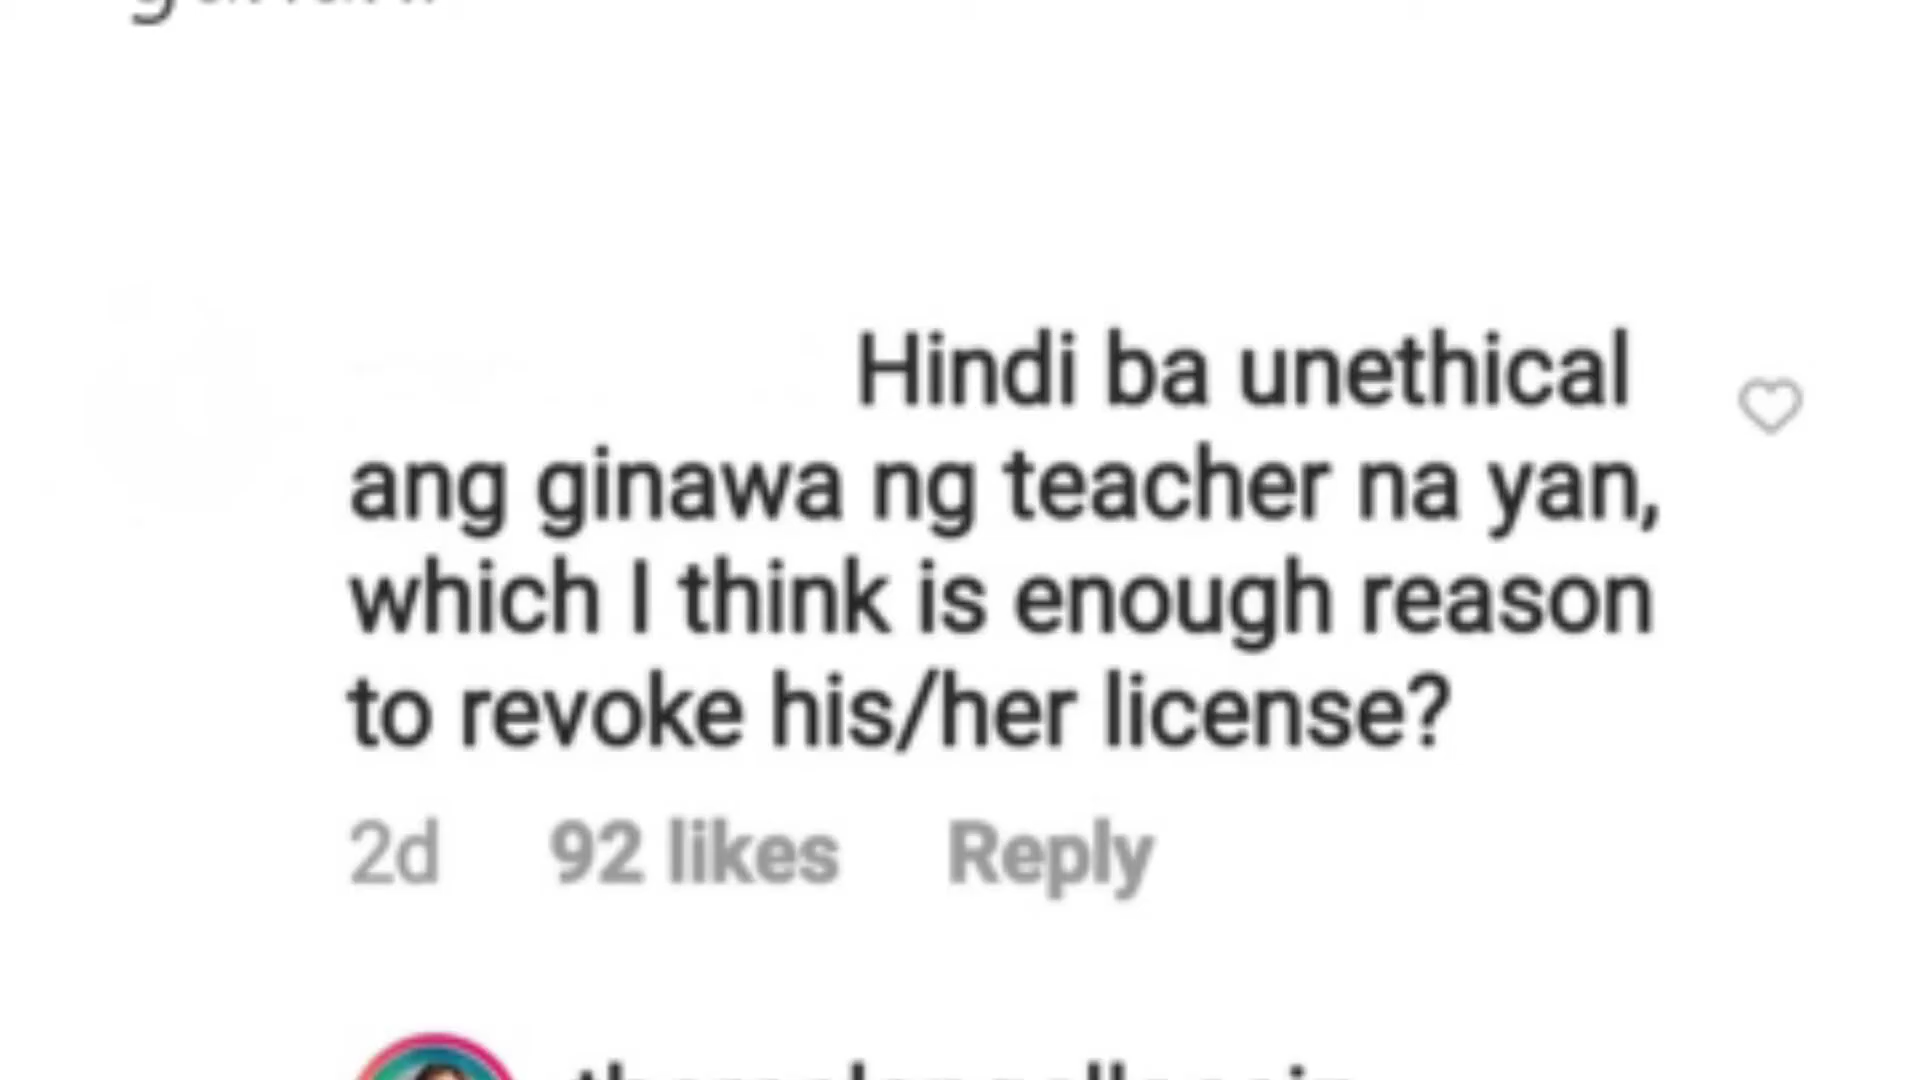 Hindi ba unethical
ang ginawa ng teacher na yan,
which I think is enough reason
to revoke his/her license?
2d 92 likes Reply